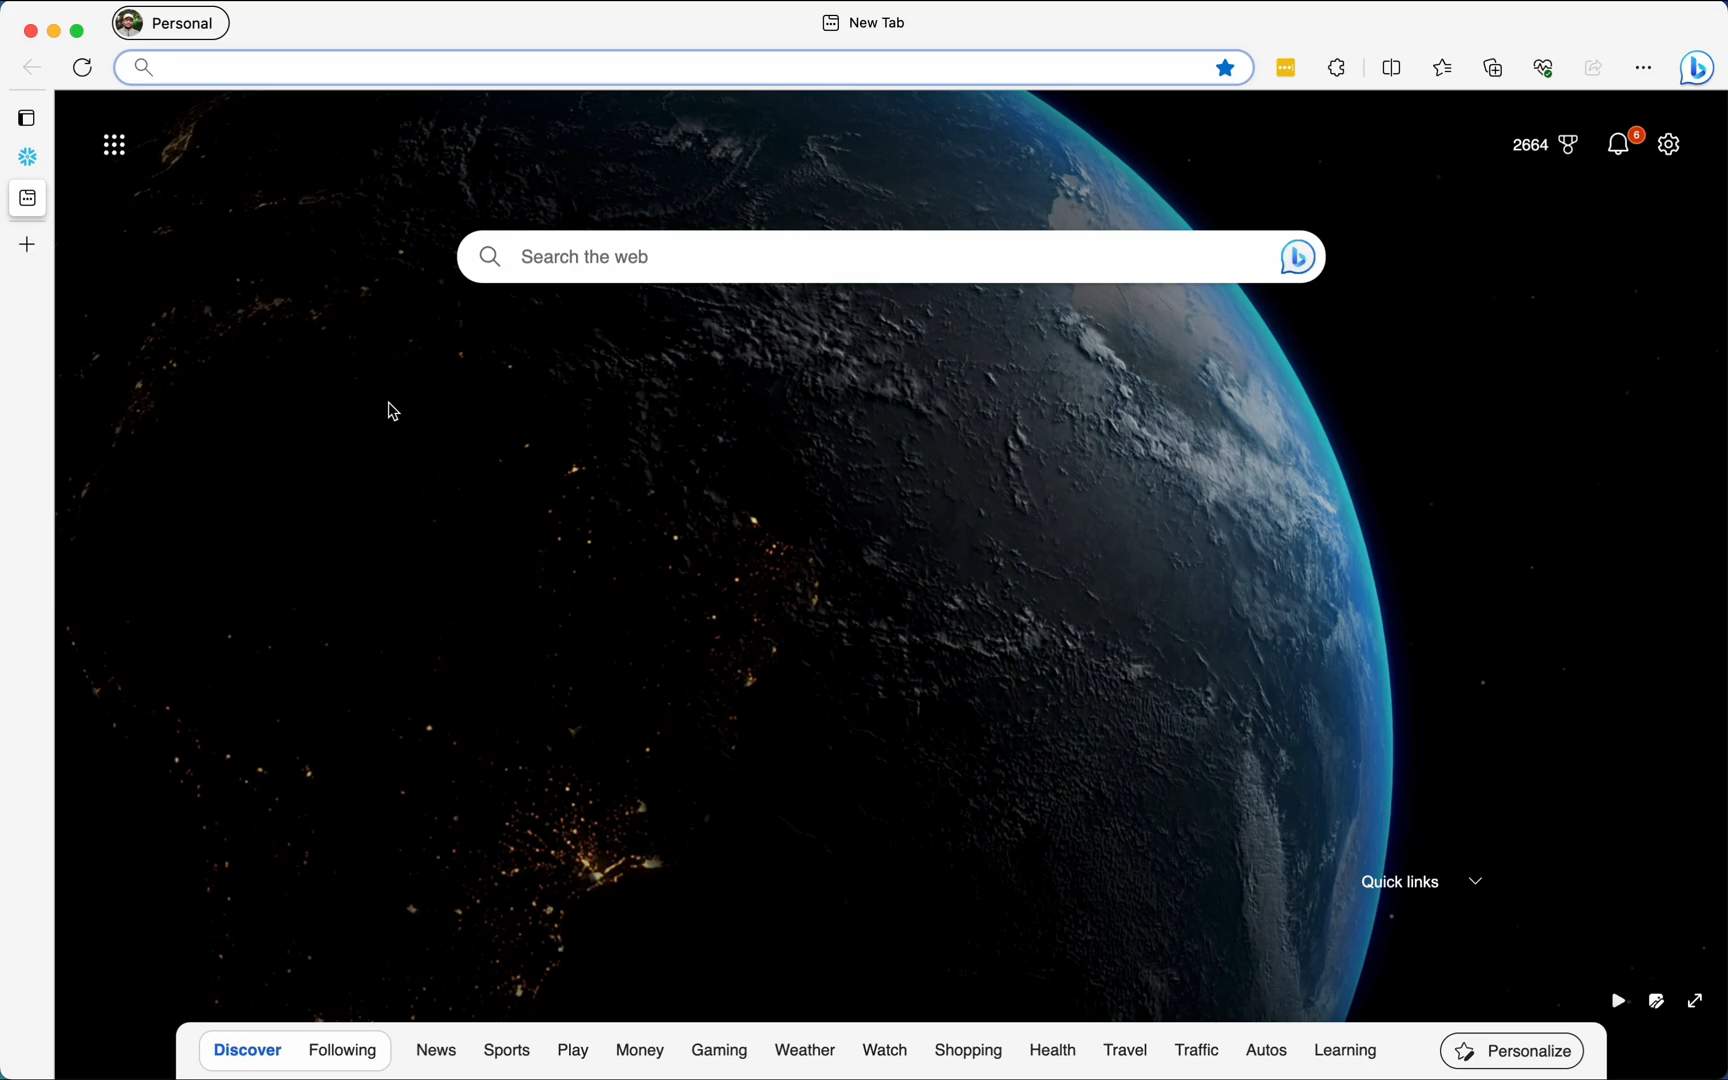 Personal
New Tab
2664
6
Search the web
Quick links
Discover Following News Sports Play Money Gaming Weather Watch Shopping Health Travel Traffic Autos Learning Personalize